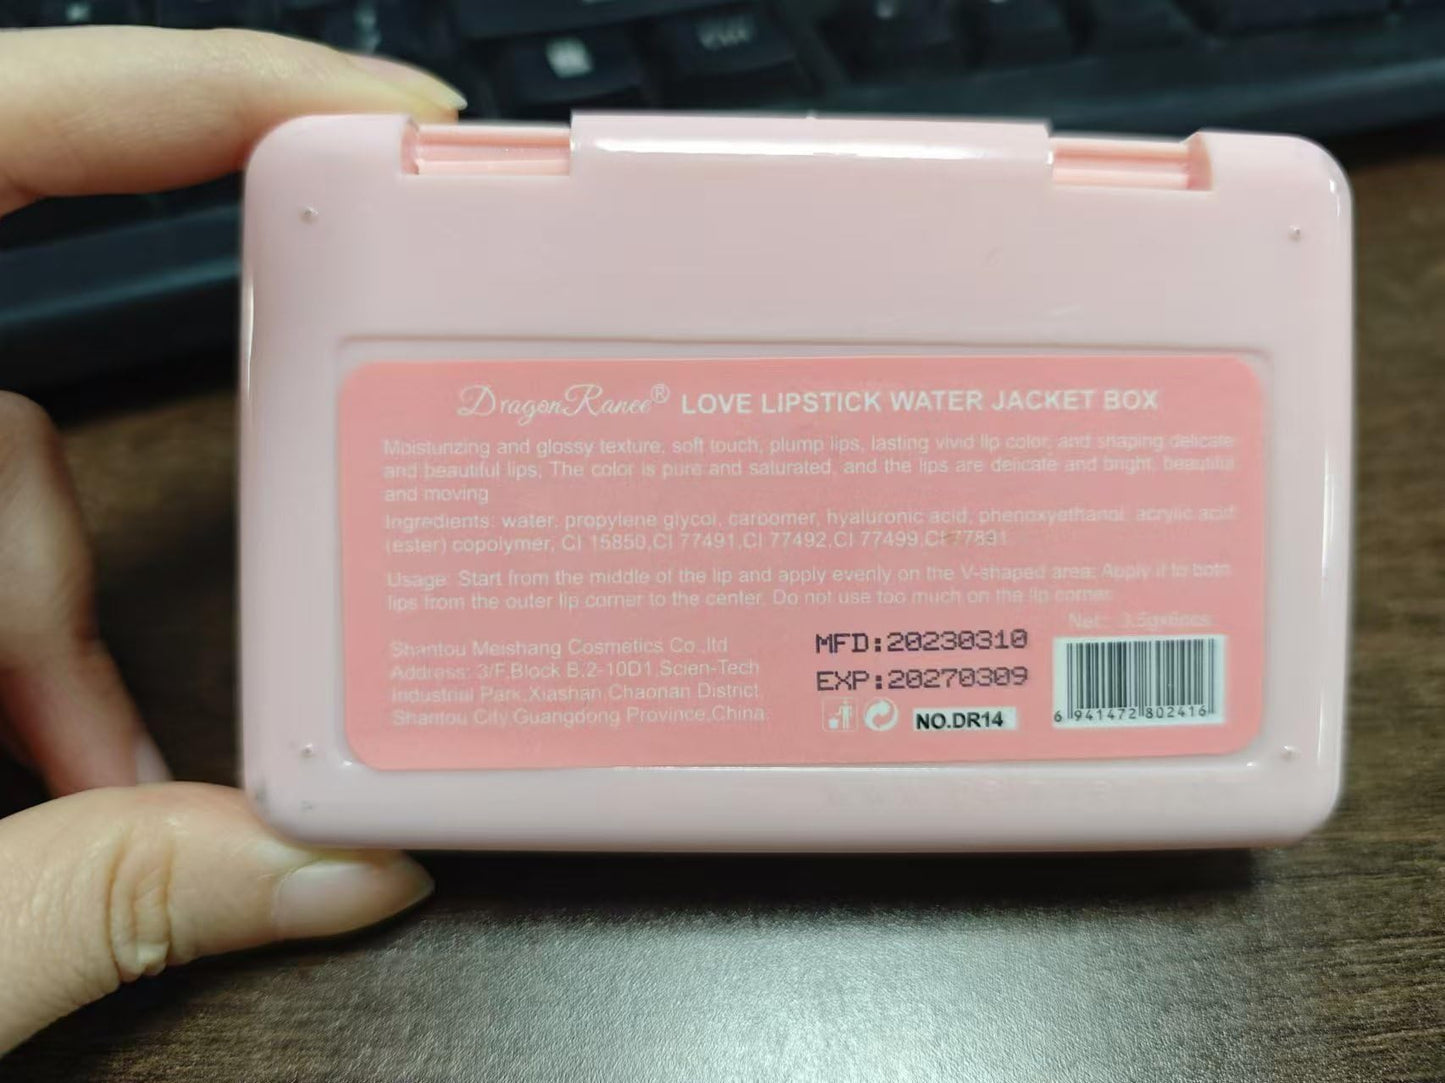 DragonRanee® LOVE LIPSTICK WATER JACKET BOX
Moisturizing and glossy texture, soft touch, plump lips, lasting vivid lip color, and shaping delicate
and beautiful lips; The color is pure and saturated, and the lips are delicate and bright, beautiful
and moving
Ingredients: water, propylene glycol, carbomer, hyaluronic acid, phenoxyethanol, acrylic acid
(ester) copolymer, CI 15850,CI 77491,CI 77492,CI 77499,CI 77891
Usage: Start from the middle of the lip and apply evenly on the V-shaped area; Apply it to both
lips from the outer lip corner to the center. Do not use too much on the lip corner
Net: 3.5gx6pcs
Shantou Meishang Cosmetics Co.,ltd
Address: 3/F,Block B,2-10D1,Scien-Tech
Industrial Park,Xiashan,Chaonan District,
Shantou City,Guangdong Province,China.
MFD:20230310
EXP:20270309
NO.DR14
6 941472 802416